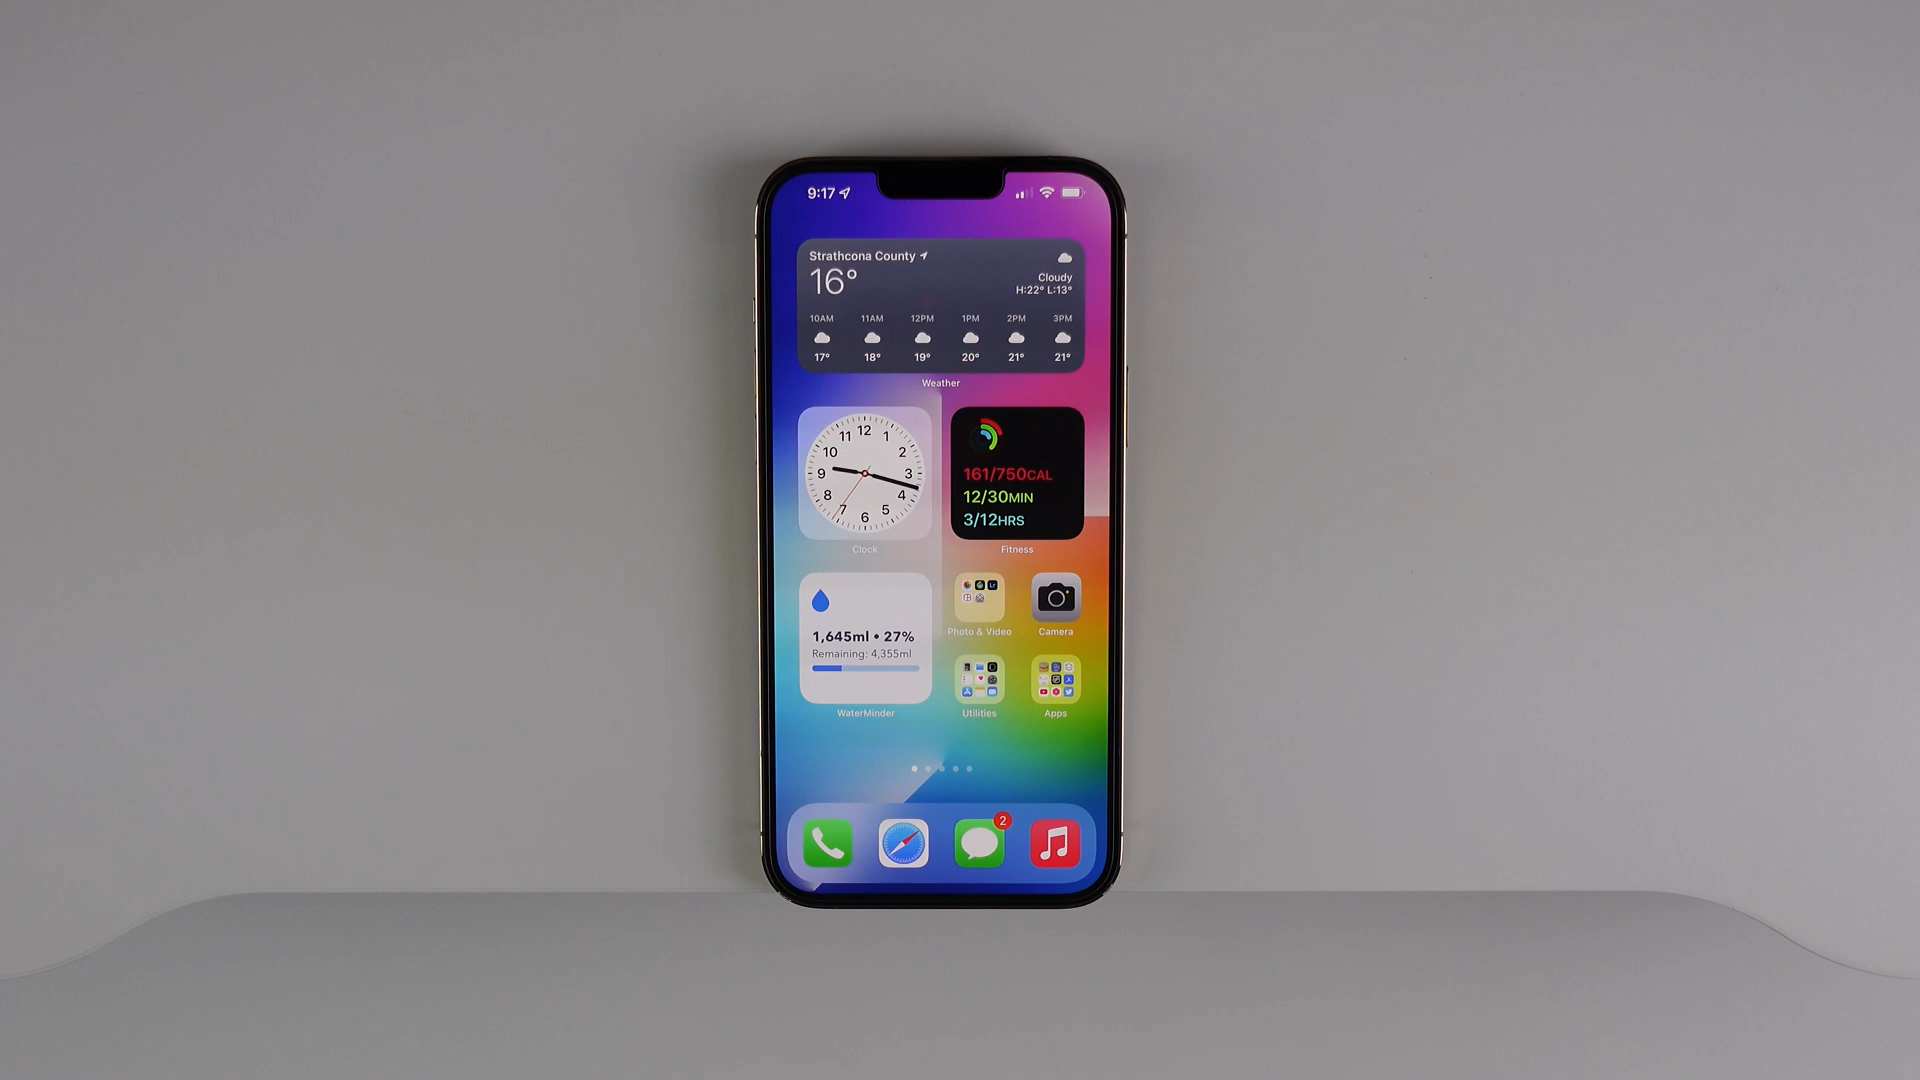 9:17
Strathcona County
16°
Cloudy
H:22° L:13°
10AM 11AM 12PM 1PM 2PM 3PM
17° 18° 19° 20° 21° 21°
Weather
12
11 1
10 2
9 3
8 4
7 5
6
Clock
161/750CAL
12/30MIN
3/12HRS
Fitness
1,645ml • 27%
Remaining: 4,355ml
WaterMinder
Photo & Video
Camera
Utilities
Apps
2